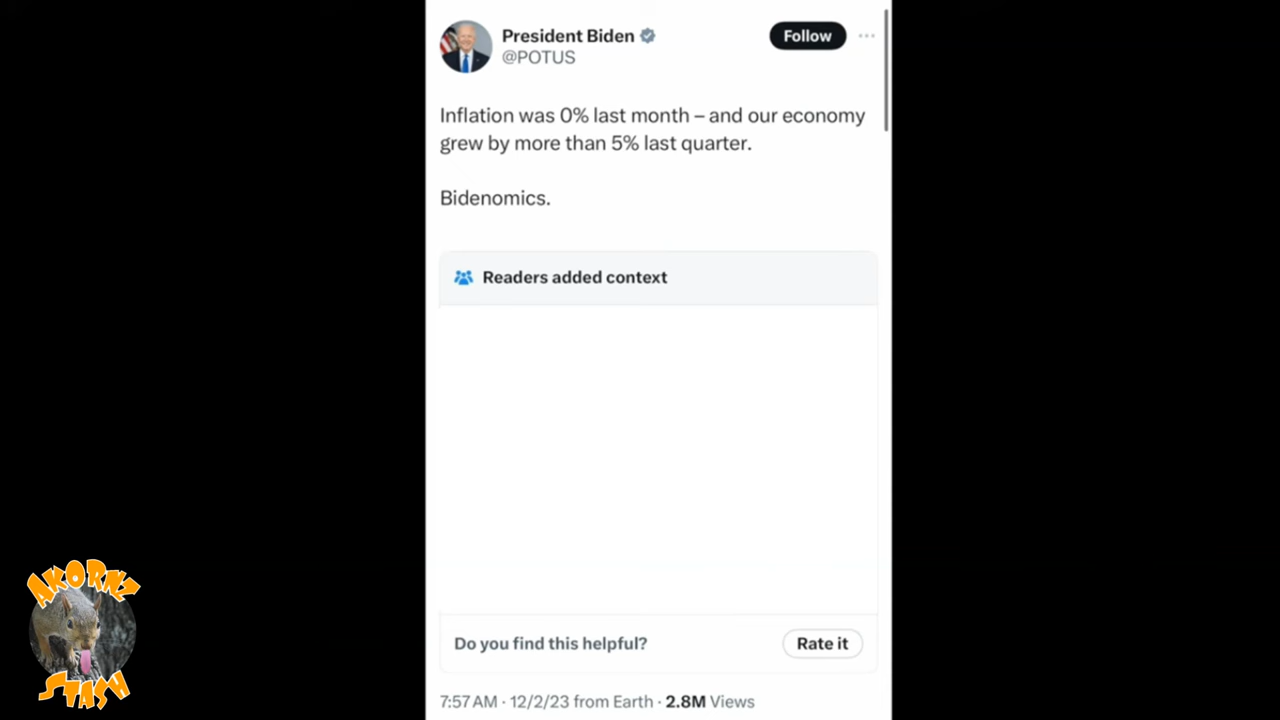 President Biden
@POTUS
Follow
Inflation was 0% last month – and our economy
grew by more than 5% last quarter.
Bidenomics.
Readers added context
Do you find this helpful?
Rate it
7:57 AM · 12/2/23 from Earth · 2.8M Views
AKORNZ
STASH